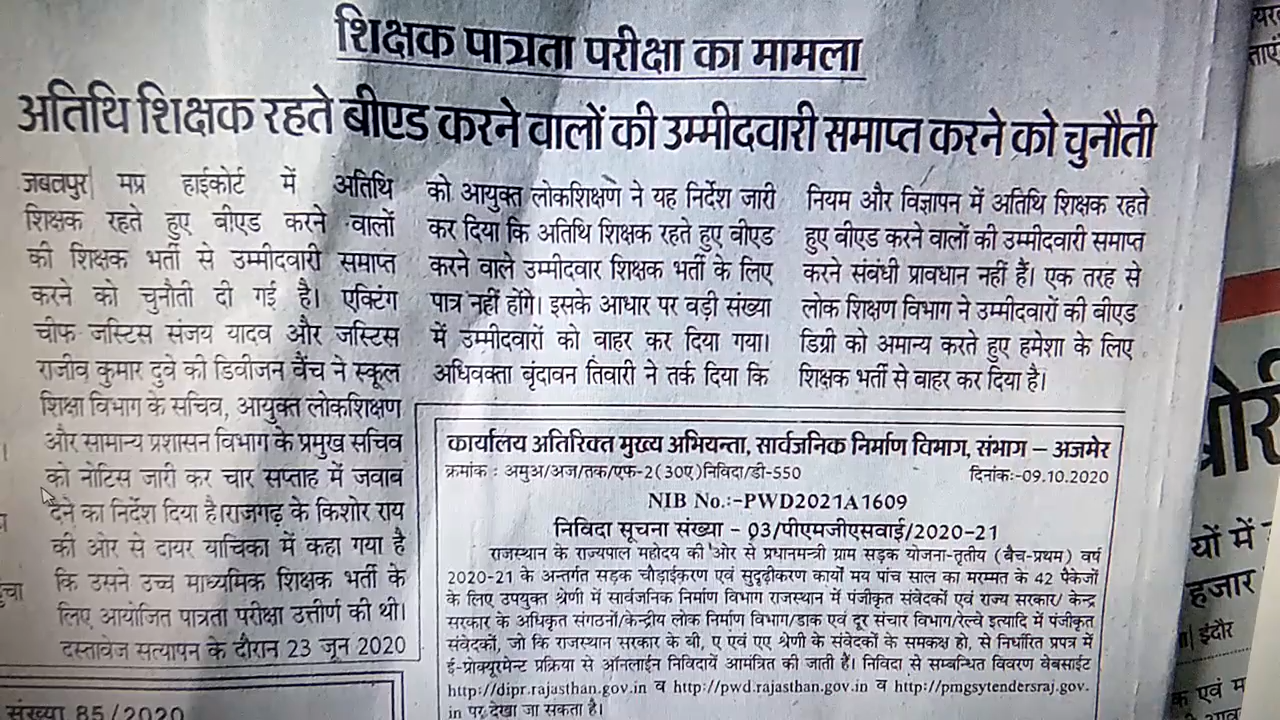 शिक्षक पात्रता परीक्षा का मामला
अतिथि शिक्षक रहते बीएड करने वालों की उम्मीदवारी समाप्त करने को चुनौती
जबलपुर| मप्र हाईकोर्ट में अतिथि
शिक्षक रहते हुए बीएड करने वालों
की शिक्षक भर्ती से उम्मीदवारी समाप्त
करने को चुनौती दी गई है। एक्टिंग
चीफ जस्टिस संजय यादव और जस्टिस
राजीव कुमार दुबे की डिवीजन बैंच ने स्कूल
शिक्षा विभाग के सचिव, आयुक्त लोकशिक्षण
और सामान्य प्रशासन विभाग के प्रमुख सचिव
को नोटिस जारी कर चार सप्ताह में जवाब
देने का निर्देश दिया है।राजगढ़ के किशोर राय
की ओर से दायर याचिका में कहा गया है
कि उसने उच्च माध्यमिक शिक्षक भर्ती के
लिए आयोजित पात्रता परीक्षा उत्तीर्ण की थी।
दस्तावेज सत्यापन के दौरान 23 जून 2020
को आयुक्त लोकशिक्षण ने यह निर्देश जारी
कर दिया कि अतिथि शिक्षक रहते हुए बीएड
करने वाले उम्मीदवार शिक्षक भर्ती के लिए
पात्र नहीं होंगे। इसके आधार पर बड़ी संख्या
में उम्मीदवारों को बाहर कर दिया गया।
अधिवक्ता वृंदावन तिवारी ने तर्क दिया कि
नियम और विज्ञापन में अतिथि शिक्षक रहते
हुए बीएड करने वालों की उम्मीदवारी समाप्त
करने संबंधी प्रावधान नहीं हैं। एक तरह से
लोक शिक्षण विभाग ने उम्मीदवारों की बीएड
डिग्री को अमान्य करते हुए हमेशा के लिए
शिक्षक भर्ती से बाहर कर दिया है।
कार्यालय अतिरिक्त मुख्य अभियन्ता, सार्वजनिक निर्माण विभाग, संभाग – अजमेर
क्रमांक : अमुअ/अज/तक/एफ-2(30ए)निविदा/डी-550 दिनांक:-09.10.2020
NIB No.:-PWD2021A1609
निविदा सूचना संख्या – 03/पीएमजीएसवाई/2020-21
राजस्थान के राज्यपाल महोदय की ओर से प्रधानमन्त्री ग्राम सड़क योजना-तृतीय (बैच-प्रथम) वर्ष
2020-21 के अन्तर्गत सड़क चौड़ाईकरण एवं सुदृढ़ीकरण कार्यों मय पांच साल का मरम्मत के 42 पैकेजों
के लिए उपयुक्त श्रेणी में सार्वजनिक निर्माण विभाग राजस्थान में पंजीकृत संवेदकों एवं राज्य सरकार/ केन्द्र
सरकार के अधिकृत संगठनों/केन्द्रीय लोक निर्माण विभाग/डाक एवं दूर संचार विभाग/रेल्वे इत्यादि में पंजीकृत
संवेदकों, जो कि राजस्थान सरकार के बी, ए एवं एए श्रेणी के संवेदकों के समकक्ष हो, से निर्धारित प्रपत्र में
ई-प्रोक्यूरमेन्ट प्रक्रिया से ऑनलाईन निविदायें आमंत्रित की जाती हैं। निविदा से सम्बन्धित विवरण वेबसाईट
http://dipr.rajasthan.gov.in व http://pwd.rajasthan.gov.in व http://pmgsytendersraj.gov.
in पर देखा जा सकता है।
संख्या 85/2020
यों में
हजार
इंदौर
क एवं म